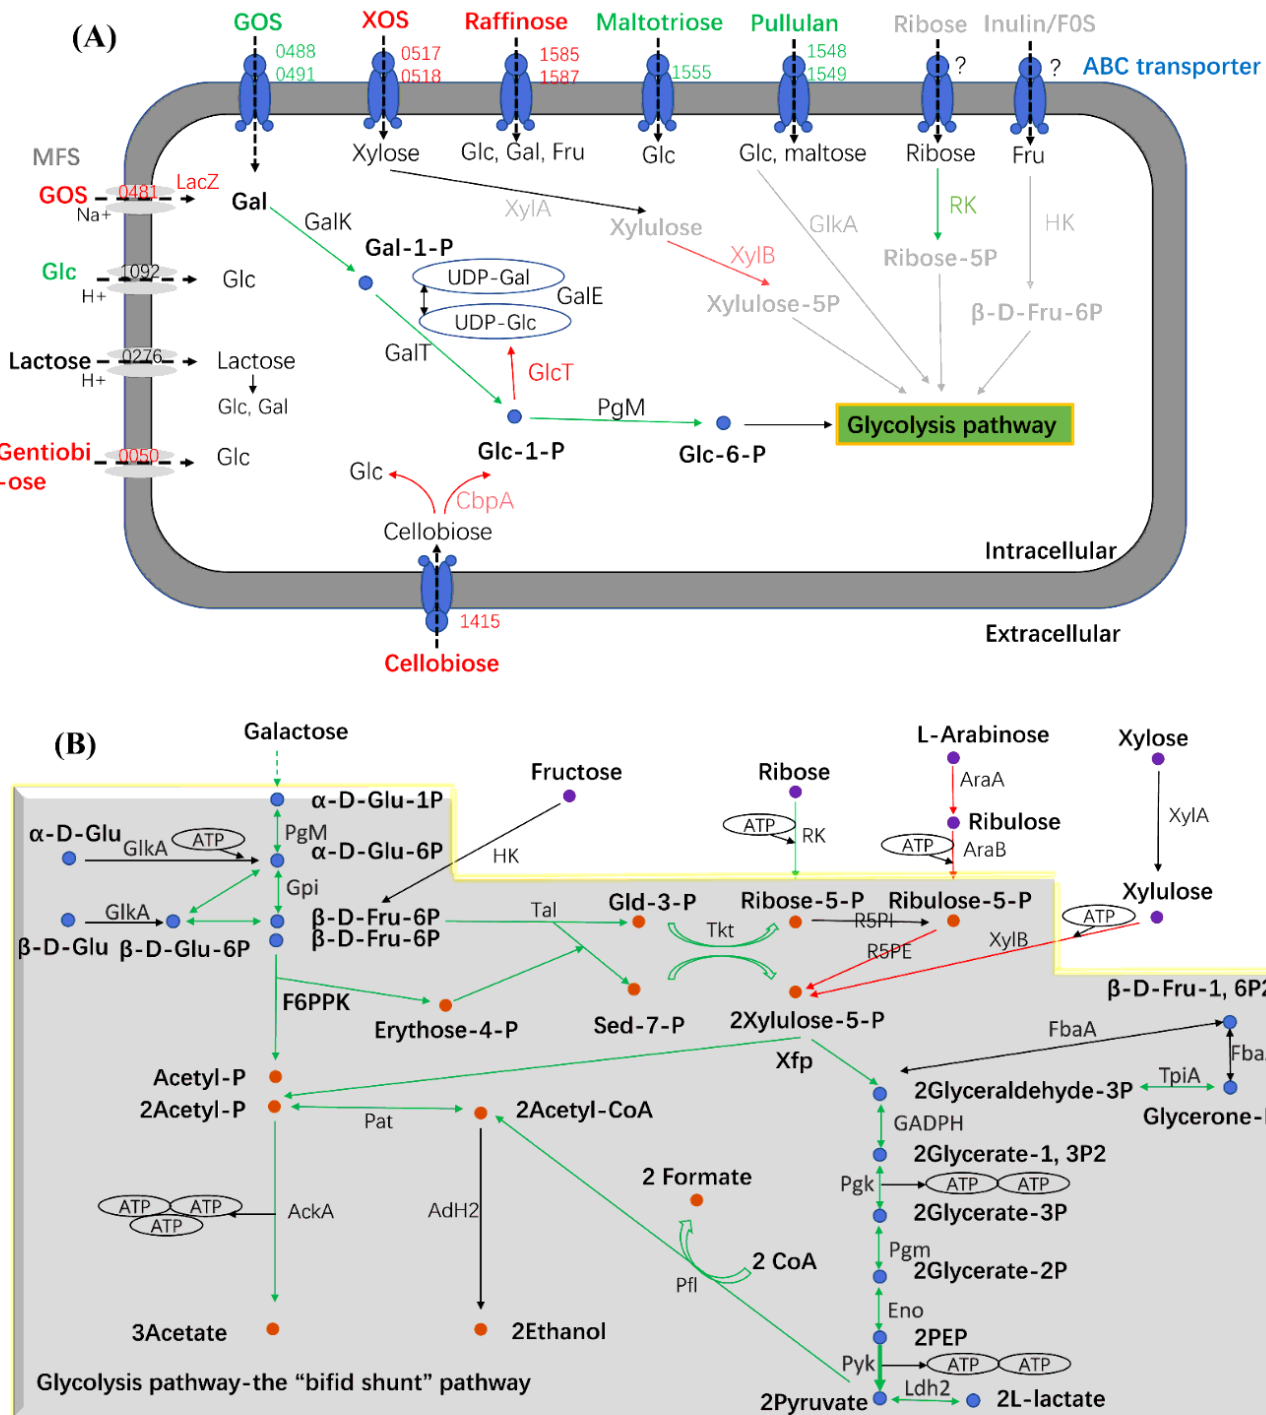 (A)
GOS
XOS
Raffinose
Maltotriose
Pullulan
Ribose
Inulin/F0S
0488
0491
0517
0518
1585
1587
1555
1548
1549
?
?
ABC transporter
MFS
Xylose
Glc, Gal, Fru
Glc
Glc, maltose
Ribose
Fru
GOS
0481
LacZ
Na+
Gal
GalK
XylA
Xylulose
GlkA
RK
HK
Gal-1-P
XylB
Ribose-5P
Glc
1092
H+
Glc
UDP-Gal
GalE
UDP-Glc
Xylulose-5P
β-D-Fru-6P
Lactose
0276
H+
Lactose
Glc, Gal
GalT
GlcT
PgM
Glycolysis pathway
Glc-1-P
Glc-6-P
Gentiobi
-ose
0050
Glc
Glc
CbpA
Cellobiose
Intracellular
1415
Extracellular
Cellobiose
(B)
Galactose
L-Arabinose
Xylose
Fructose
Ribose
AraA
α-D-Glu-1P
α-D-Glu
GlkA
ATP
PgM
α-D-Glu-6P
HK
ATP
RK
Ribulose
ATP
AraB
XylA
Gpi
Xylulose
GlkA
β-D-Glu
β-D-Glu-6P
β-D-Fru-6P
β-D-Fru-6P
Tal
Gld-3-P
Tkt
Ribose-5-P
R5PI
Ribulose-5-P
R5PE
ATP
XylB
F6PPK
Erythose-4-P
Sed-7-P
2Xylulose-5-P
β-D-Fru-1, 6P2
Xfp
FbaA
Fba
Acetyl-P
2Acetyl-P
Pat
2Acetyl-CoA
2Glyceraldehyde-3P
TpiA
Glycerone-
GADPH
2Glycerate-1, 3P2
2 Formate
Pgk
ATP
ATP
ATP
ATP
ATP
AckA
AdH2
2Glycerate-3P
Pgm
2 CoA
Pfl
2Glycerate-2P
Eno
3Acetate
2Ethanol
2PEP
Pyk
ATP
ATP
Glycolysis pathway-the “bifid shunt” pathway
2Pyruvate
Ldh2
2L-lactate